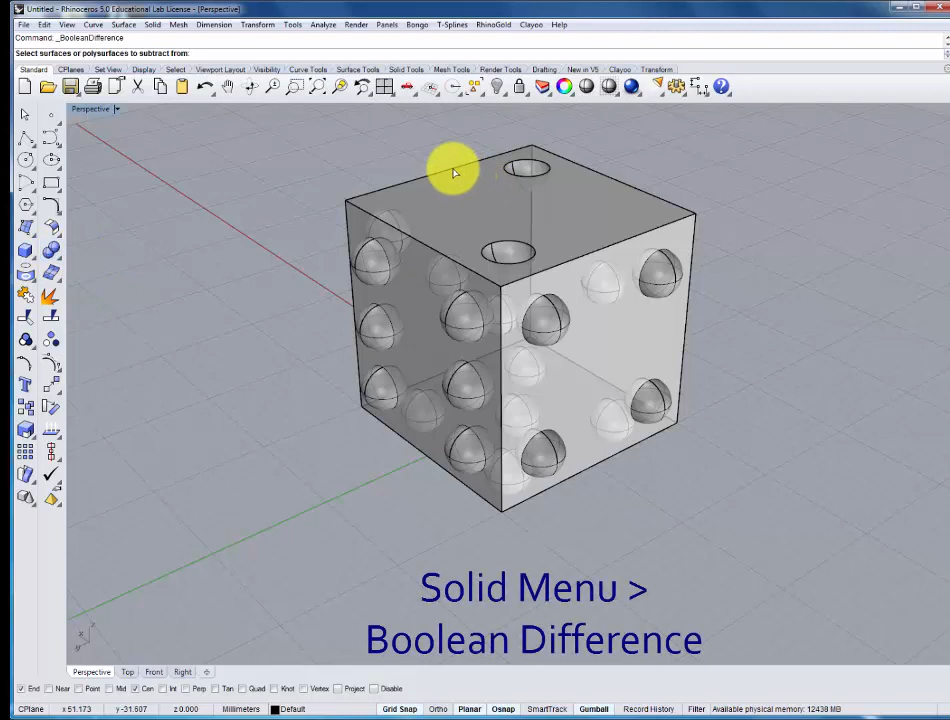 Untitled - Rhinoceros 5.0 Educational Lab License - [Perspective]
File Edit View Curve Surface Solid Mesh Dimension Transform Tools Analyze Render Panels Bongo T-Splines RhinoGold Clayoo Help
Command: _BooleanDifference
Select surfaces or polysurfaces to subtract from:
Standard CPlanes Set View Display Select Viewport Layout Visibility Curve Tools Surface Tools Solid Tools Mesh Tools Render Tools Drafting New in V5 Clayoo Transform
Perspective
Solid Menu >
Boolean Difference
z
x
y
Perspective Top Front Right
End Near Point Mid Cen Int Perp Tan Quad Knot Vertex Project Disable
CPlane x 51.173 y -31.607 z 0.000 Millimeters Default Grid Snap Ortho Planar Osnap SmartTrack Gumball Record History Filter Available physical memory: 12438 MB